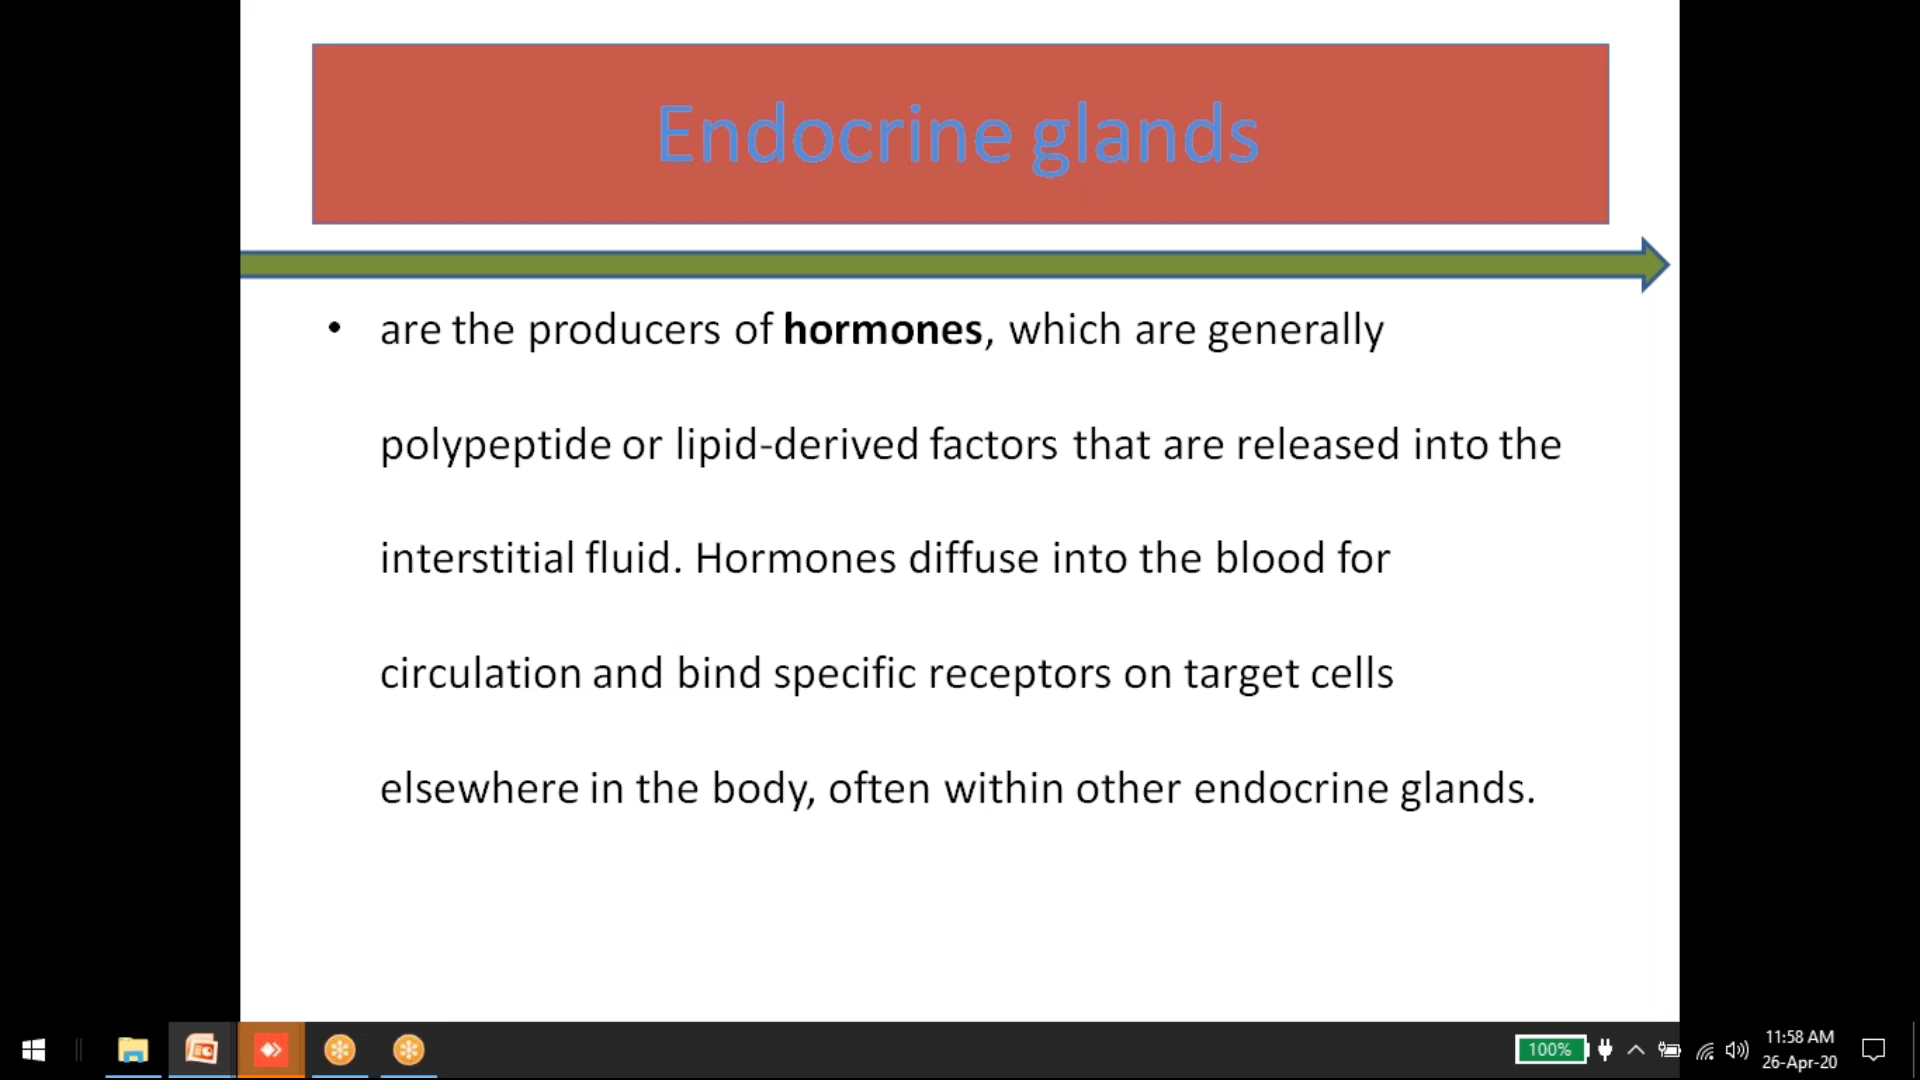 Endocrine glands
• are the producers of hormones, which are generally
polypeptide or lipid-derived factors that are released into the
interstitial fluid. Hormones diffuse into the blood for
circulation and bind specific receptors on target cells
elsewhere in the body, often within other endocrine glands.
100%
11:58 AM
26-Apr-20